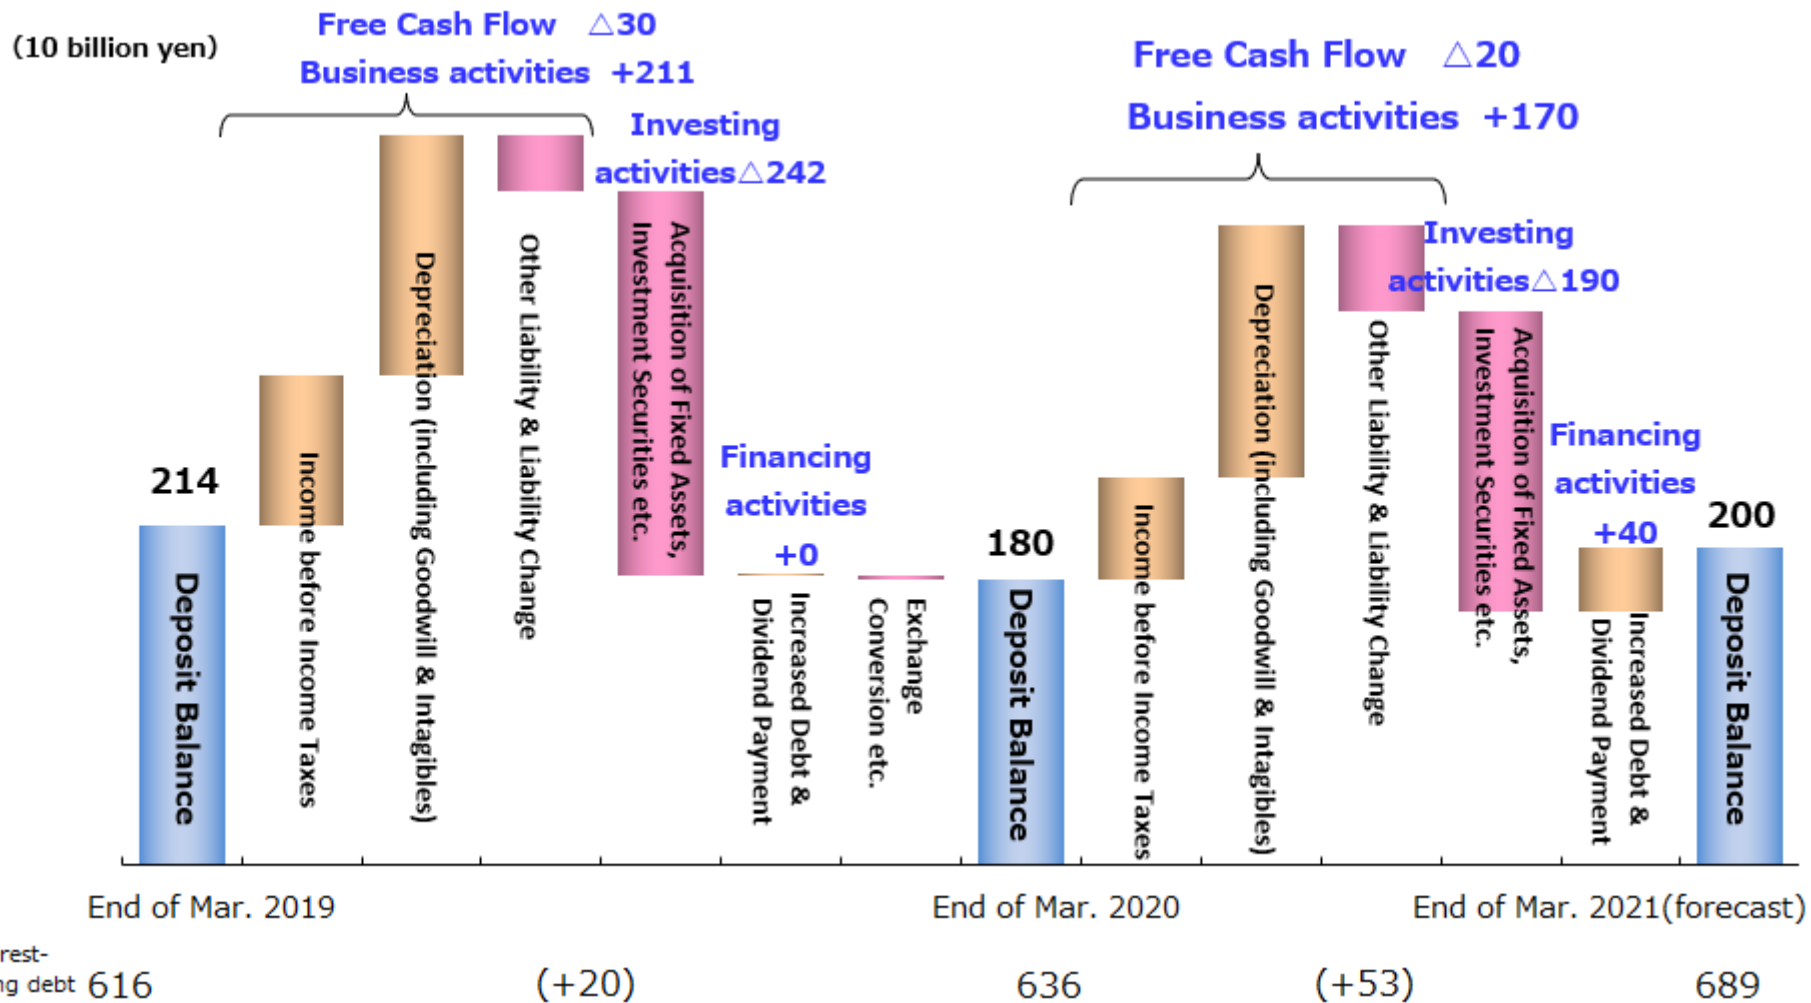 Free Cash Flow △30
(10 billion yen)
Business activities +211
Investing
activities△242
Free Cash Flow △20
Business activities +170
Investing
activities△190
214
Deposit Balance
Income before Income Taxes
Depreciation (including Goodwill & Intagibles)
Other Liability & Liability Change
Acquisition of Fixed Assets,
Investment Securities etc.
Financing
activities
+0
Increased Debt &
Dividend Payment
Exchange
Conversion etc.
180
Deposit Balance
Income before Income Taxes
Depreciation (including Goodwill & Intagibles)
Other Liability & Liability Change
Acquisition of Fixed Assets,
Investment Securities etc.
Financing
activities
+40
Increased Debt &
Dividend Payment
200
Deposit Balance
End of Mar. 2019
End of Mar. 2020
End of Mar. 2021(forecast)
rest-
ng debt 616 (+20) 636 (+53) 689